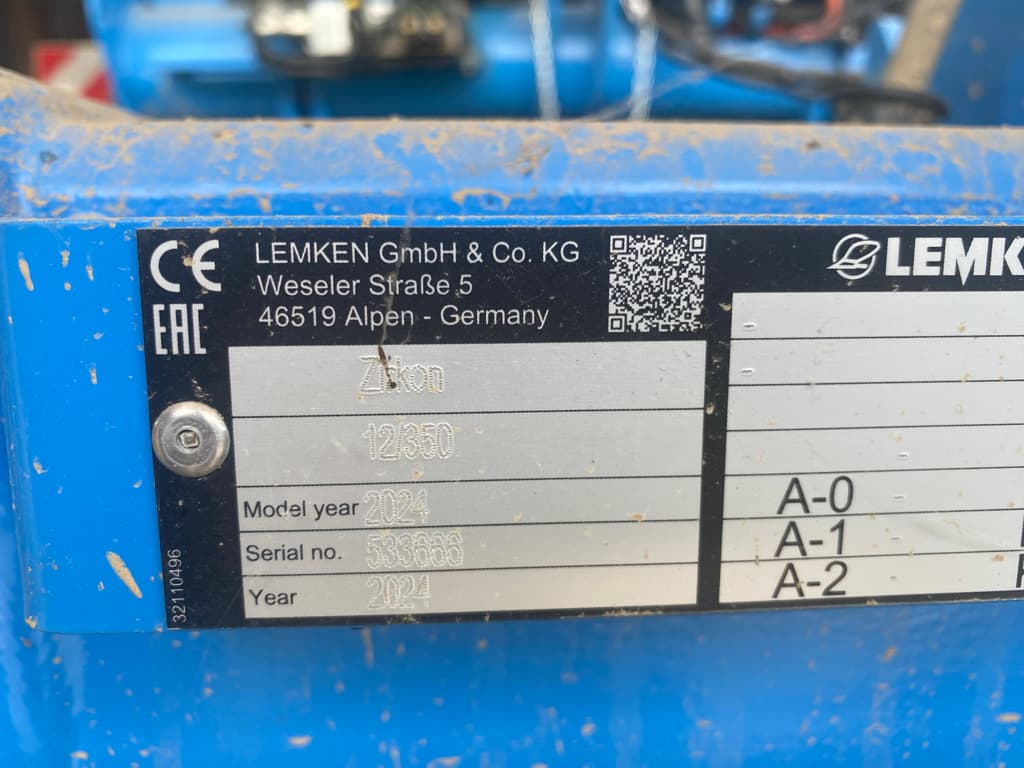 CE
EAC
LEMKEN GmbH & Co. KG
Weseler Straße 5
46519 Alpen - Germany
Zirkon
12/350
Model year 2024
Serial no. 533666
Year 2024
32110496
LEMK
A-0 -
A-1 -
A-2 -